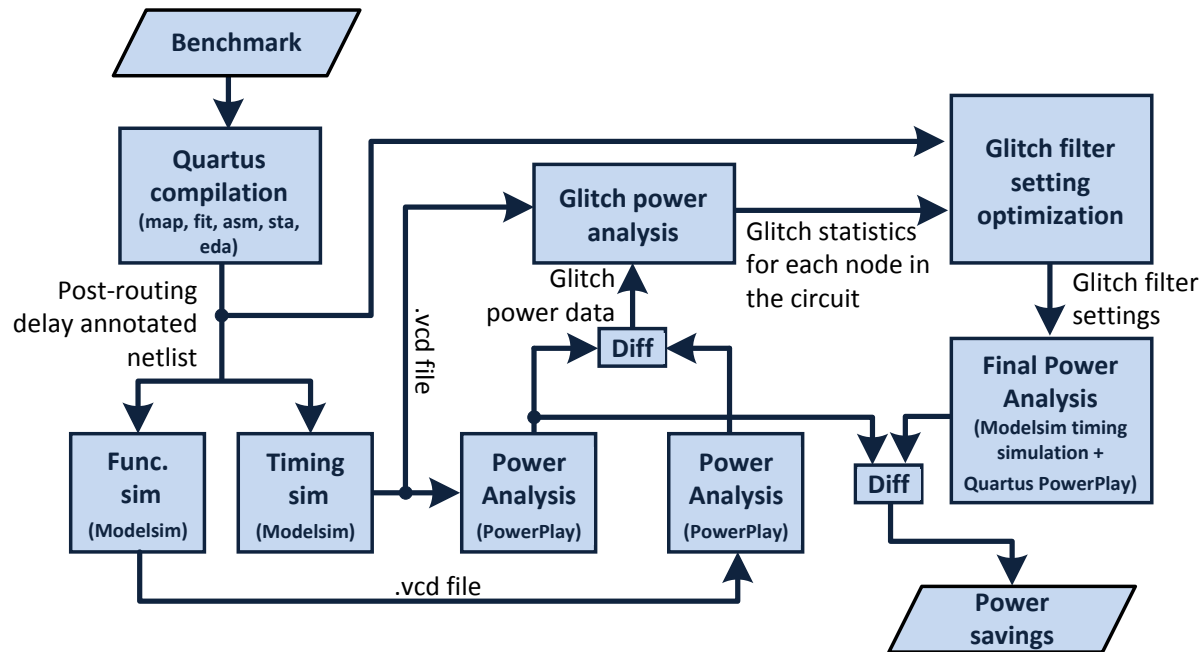 Benchmark
Quartus
compilation
(map, fit, asm, sta,
eda)
Post-routing
delay annotated
netlist
Func.
sim
(Modelsim)
Timing
sim
(Modelsim)
.vcd file
.vcd file
Power
Analysis
(PowerPlay)
Power
Analysis
(PowerPlay)
Diff
Glitch
power data
Glitch power
analysis
Glitch statistics
for each node in
the circuit
Glitch filter
setting
optimization
Glitch filter
settings
Final Power
Analysis
(Modelsim timing
simulation +
Quartus PowerPlay)
Diff
Power
savings